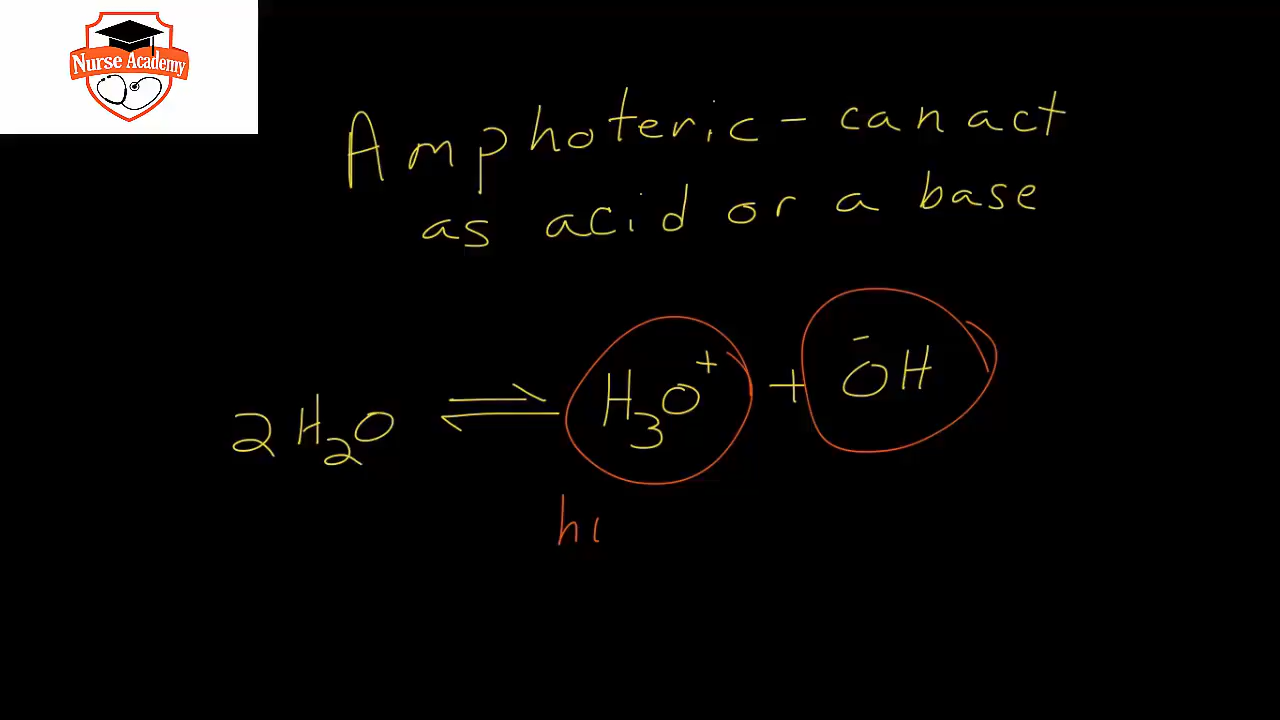 Nurse Academy
Amphoteric - can act
as acid or a base
2H₂O ⇌ H₃O⁺ + ⁻OH